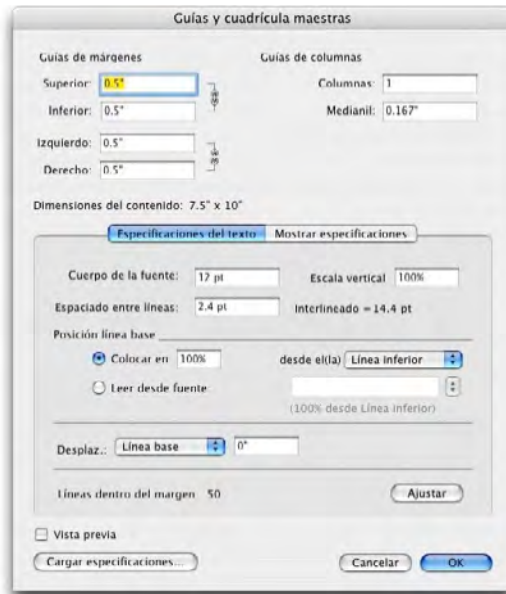 Guías y cuadrícula maestras
Guías de márgenes
Superior: 0.5"
Inferior: 0.5"
Izquierdo: 0.5"
Derecho: 0.5"
Guías de columnas
Columnas: 1
Medianil: 0.167"
Dimensiones del contenido: 7.5" x 10"
Especificaciones del texto Mostrar especificaciones
Cuerpo de la fuente: 12 pt Escala vertical 100%
Espaciado entre líneas: 2.4 pt Interlineado = 14.4 pt
Posición línea base
Colocar en 100% desde el(la) Línea inferior
Leer desde fuente
(100% desde Línea inferior)
Desplaz.: Línea base 0"
Líneas dentro del margen 50 Ajustar
Vista previa
Cargar especificaciones... Cancelar OK